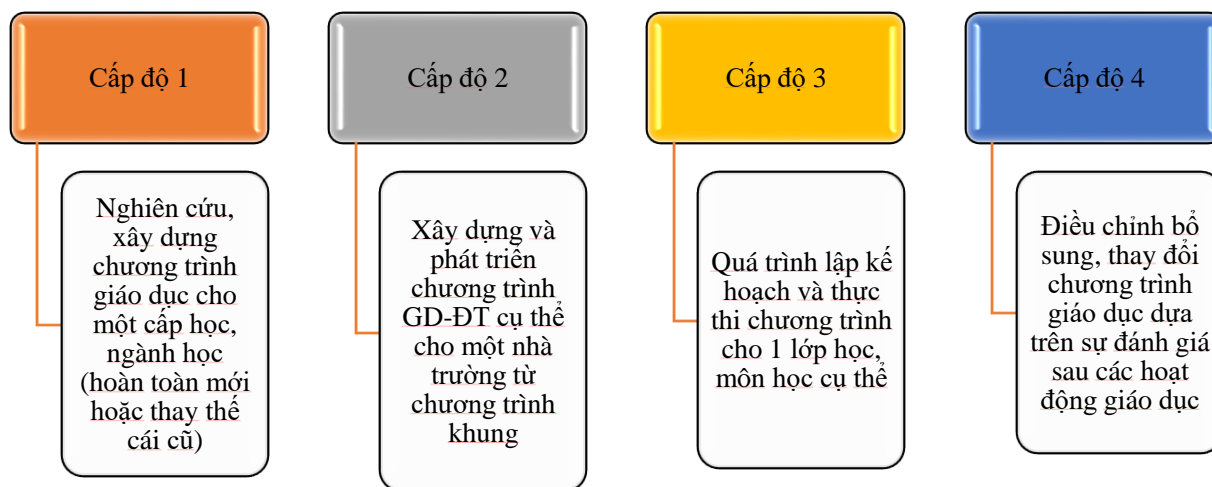 Cấp độ 1
Nghiên cứu,
xây dựng
chương trình
giáo dục cho
một cấp học,
ngành học
(hoàn toàn mới
hoặc thay thế
cái cũ)
Cấp độ 2
Xây dựng và
phát triển
chương trình
GD-ĐT cụ thể
cho một nhà
trường từ
chương trình
khung
Cấp độ 3
Quá trình lập kế
hoạch và thực
thi chương trình
cho 1 lớp học,
môn học cụ thể
Cấp độ 4
Điều chỉnh bổ
sung, thay đổi
chương trình
giáo dục dựa
trên sự đánh giá
sau các hoạt
động giáo dục